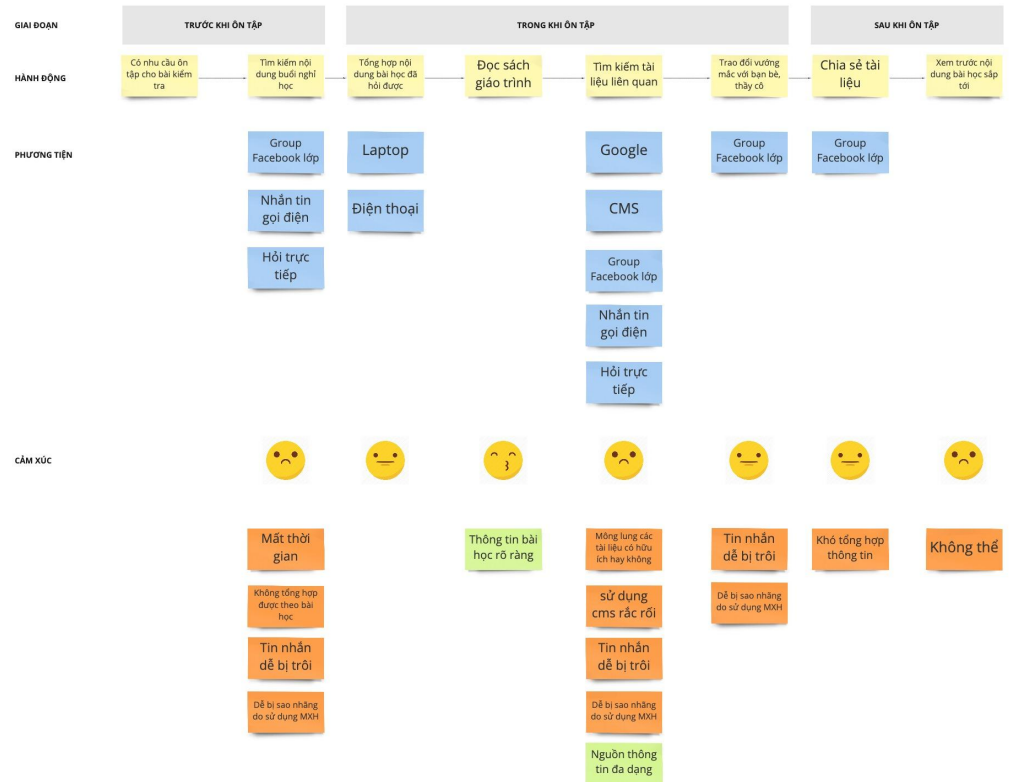 GIAI ĐOẠN
TRƯỚC KHI ÔN TẬP
TRONG KHI ÔN TẬP
SAU KHI ÔN TẬP
HÀNH ĐỘNG
Có nhu cầu ôn
tập cho bài kiểm
tra
Tìm kiếm nội
dung buổi nghỉ
học
Tổng hợp nội
dung bài học đã
hỏi được
Đọc sách
giáo trình
Tìm kiếm tài
liệu liên quan
Trao đổi vướng
mắc với bạn bè,
thầy cô
Chia sẻ tài
liệu
Xem trước nội
dung bài học sắp
tới
PHƯƠNG TIỆN
Group
Facebook lớp
Nhắn tin
gọi điện
Hỏi trực
tiếp
Laptop
Điện thoại
Google
CMS
Group
Facebook lớp
Nhắn tin
gọi điện
Hỏi trực
tiếp
Group
Facebook lớp
Group
Facebook lớp
CẢM XÚC
Mất thời
gian
Không tổng hợp
được theo bài
học
Tin nhắn
dễ bị trôi
Dễ bị sao nhãng
do sử dụng MXH
Thông tin bài
học rõ ràng
Mông lung các
tài liệu có hữu
ích hay không
sử dụng
cms rắc rối
Tin nhắn
dễ bị trôi
Dễ bị sao nhãng
do sử dụng MXH
Nguồn thông
tin đa dạng
Tin nhắn
dễ bị trôi
Dễ bị sao nhãng
do sử dụng MXH
Khó tổng hợp
thông tin
Không thể